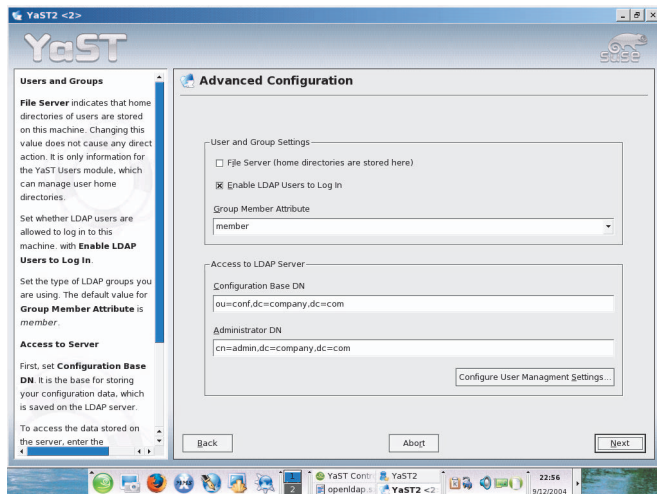 YaST2 <2>
YaST
SuSE
Users and Groups
File Server indicates that home
directories of users are stored
on this machine. Changing this
value does not cause any direct
action. It is only information for
the YaST Users module, which
can manage user home
directories.
Set whether LDAP users are
allowed to log in to this
machine. with Enable LDAP
Users to Log In.
Set the type of LDAP groups you
are using. The default value for
Group Member Attribute is
member.
Access to Server
First, set Configuration Base
DN. It is the base for storing
your configuration data, which
is saved on the LDAP server.
To access the data stored on
the server, enter the
Advanced Configuration
User and Group Settings
File Server (home directories are stored here)
Enable LDAP Users to Log In
Group Member Attribute
member
Access to LDAP Server
Configuration Base DN
ou=conf,dc=company,dc=com
Administrator DN
cn=admin,dc=company,dc=com
Configure User Managment Settings...
Back
Abort
Next
1
2
YaST Contr
YaST2
openldap.s
YaST2 <2
22:56
9/12/2004